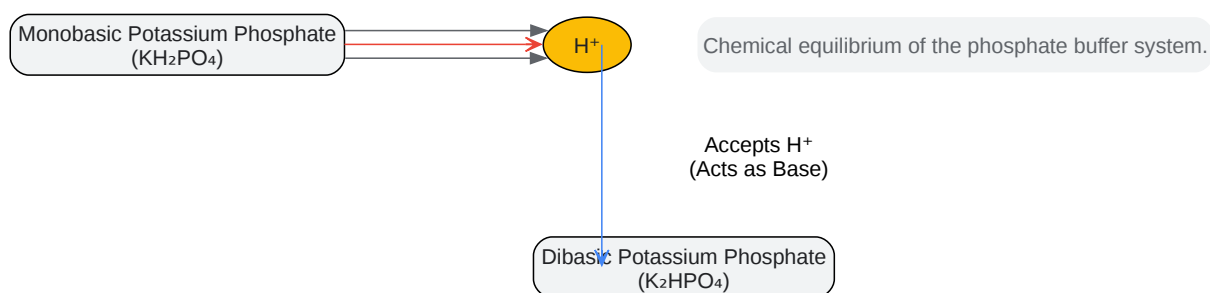 Monobasic Potassium Phosphate
(KH₂PO₄)
H⁺
Chemical equilibrium of the phosphate buffer system.
Accepts H⁺
(Acts as Base)
Dibasic Potassium Phosphate
(K₂HPO₄)